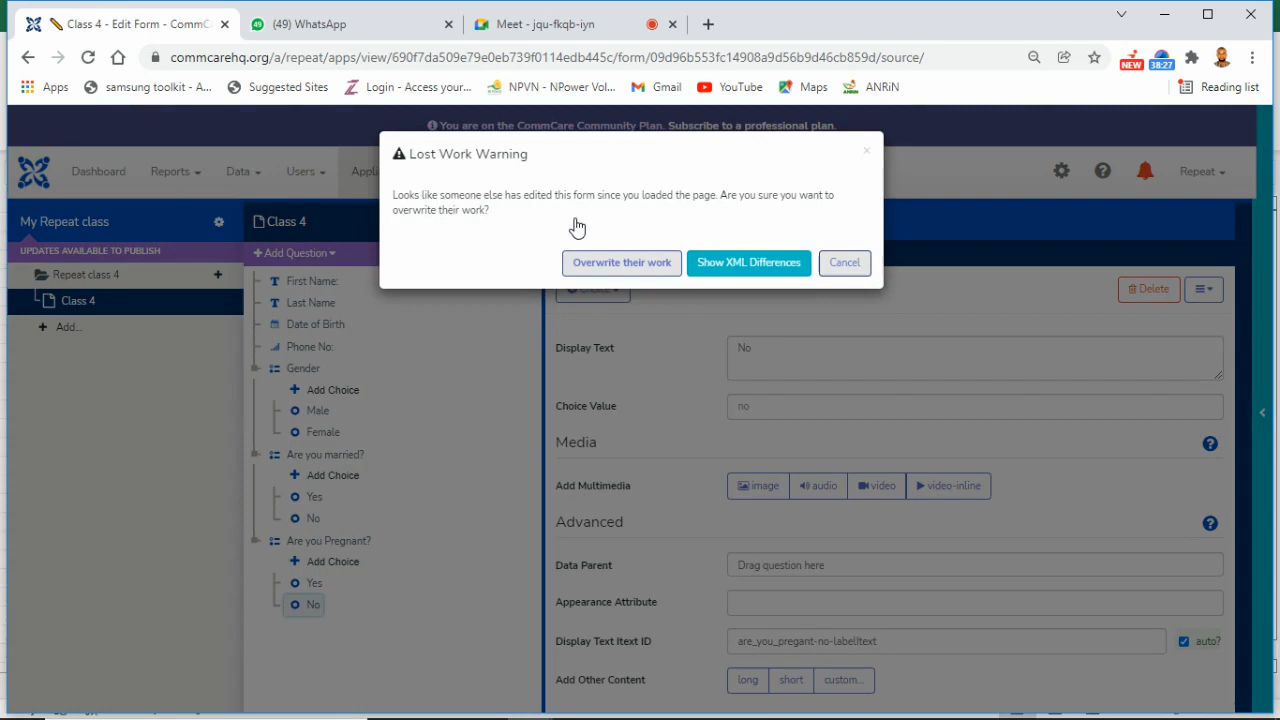 Class 4 - Edit Form - CommC
(49) WhatsApp
Meet - jqu-fkqb-iyn
commcarehq.org/a/repeat/apps/view/690f7da509e79e0eb739f0114edb445c/form/09d96b553fc14908a9d56b9d46cb859d/source/
NEW
38:27
Apps
samsung toolkit - A...
Suggested Sites
Login - Access your...
NPVN - NPower Vol...
Gmail
YouTube
Maps
ANRiN
Reading list
You are on the CommCare Community Plan. Subscribe to a professional plan.
Dashboard
Reports
Data
Users
Appli
Repeat
Lost Work Warning
×
Looks like someone else has edited this form since you loaded the page. Are you sure you want to
overwrite their work?
Overwrite their work
Show XML Differences
Cancel
My Repeat class
UPDATES AVAILABLE TO PUBLISH
Repeat class 4
Class 4
Add...
Class 4
Add Question
First Name:
Last Name
Date of Birth
Phone No:
Gender
Add Choice
Male
Female
Are you married?
Add Choice
Yes
No
Are you Pregnant?
Add Choice
Yes
No
Choice
Delete
Display Text
No
Choice Value
no
Media
Add Multimedia
image
audio
video
video-inline
Advanced
Data Parent
Drag question here
Appearance Attribute
Display Text Itext ID
are_you_pregant-no-labelItext
auto?
Add Other Content
long
short
custom...